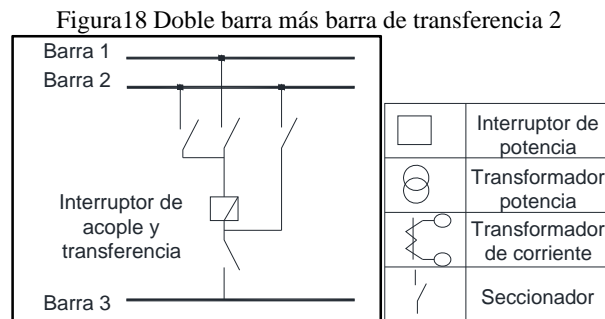 Figura18 Doble barra más barra de transferencia 2
Barra 1
Barra 2
Interruptor de
acople y
transferencia
Barra 3
Interruptor de
potencia
Transformador
potencia
Transformador
de corriente
Seccionador